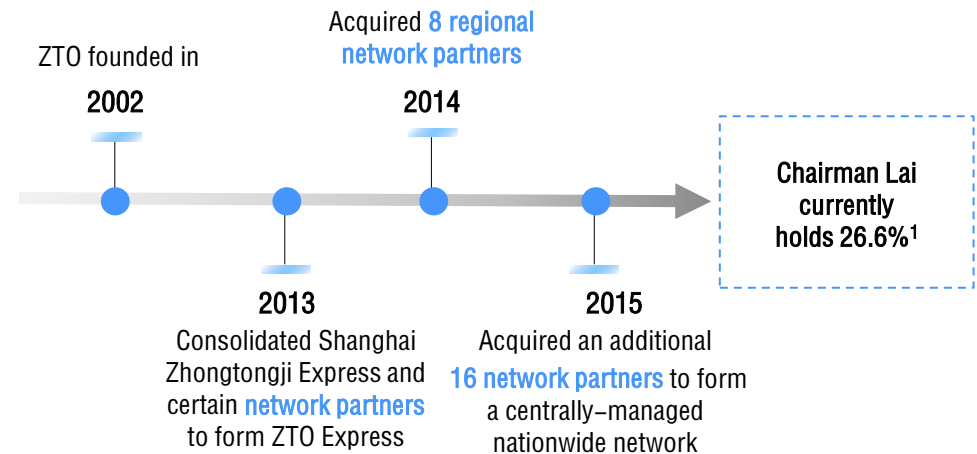 ZTO founded in
2002
Acquired 8 regional
network partners
2014
2013
Consolidated Shanghai
Zhongtongji Express and
certain network partners
to form ZTO Express
2015
Acquired an additional
16 network partners to form
a centrally–managed
nationwide network
Chairman Lai
currently
holds 26.6%¹